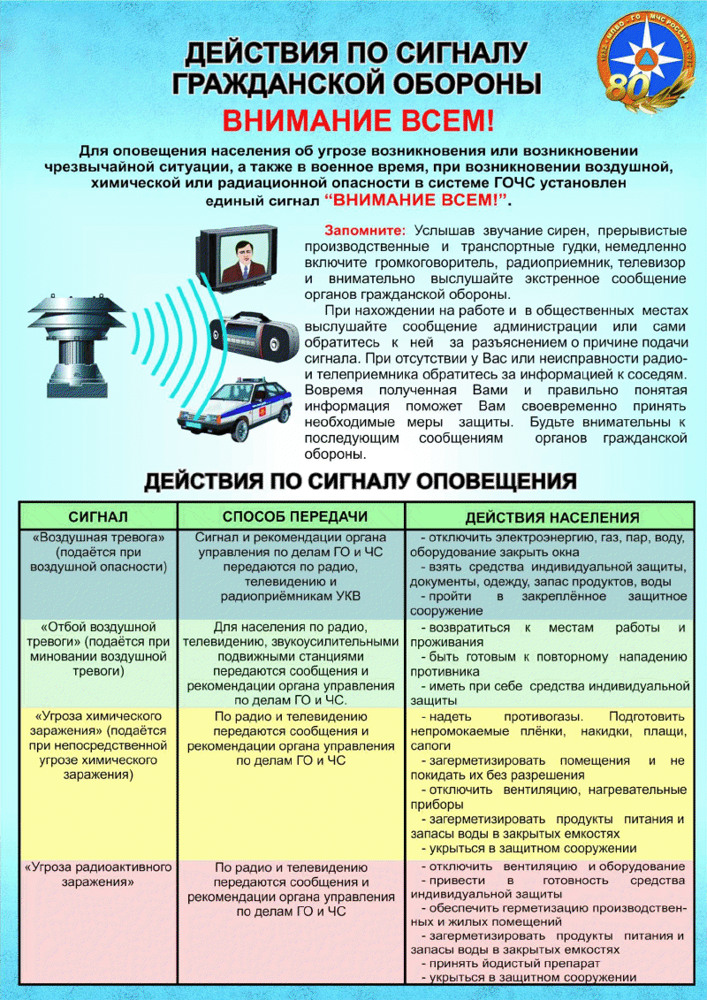 1932 • МПВО - ГО - МЧС РОССИИ • 2012
80
ДЕЙСТВИЯ ПО СИГНАЛУ
ГРАЖДАНСКОЙ ОБОРОНЫ
ВНИМАНИЕ ВСЕМ!
Для оповещения населения об угрозе возникновения или возникновении
чрезвычайной ситуации, а также в военное время, при возникновении воздушной,
химической или радиационной опасности в системе ГОЧС установлен
единый сигнал “ВНИМАНИЕ ВСЕМ!”.
Запомните: Услышав звучание сирен, прерывистые
производственные и транспортные гудки, немедленно
включите громкоговоритель, радиоприемник, телевизор
и внимательно выслушайте экстренное сообщение
органов гражданской обороны.
При нахождении на работе и в общественных местах
выслушайте сообщение администрации или сами
обратитесь к ней за разъяснением о причине подачи
сигнала. При отсутствии у Вас или неисправности радио-
и телеприемника обратитесь за информацией к соседям.
Вовремя полученная Вами и правильно понятая
информация поможет Вам своевременно принять
необходимые меры защиты. Будьте внимательны к
последующим сообщениям органов гражданской
обороны.
ДЕЙСТВИЯ ПО СИГНАЛУ ОПОВЕЩЕНИЯ
СИГНАЛ
СПОСОБ ПЕРЕДАЧИ
ДЕЙСТВИЯ НАСЕЛЕНИЯ
«Воздушная тревога»
(подаётся при
воздушной опасности)
Сигнал и рекомендации органа
управления по делам ГО и ЧС
передаются по радио,
телевидению и
радиоприёмникам УКВ
- отключить электроэнергию, газ, пар, воду,
оборудование закрыть окна
- взять средства индивидуальной защиты,
документы, одежду, запас продуктов, воды
- пройти в закреплённое защитное
сооружение
«Отбой воздушной
тревоги» (подаётся при
миновании воздушной
тревоги)
Для населения по радио,
телевидению, звукоусилительными
подвижными станциями
передаются сообщения и
рекомендации органа управления
по делам ГО и ЧС.
- возвратиться к местам работы и
проживания
- быть готовым к повторному нападению
противника
- иметь при себе средства индивидуальной
защиты
«Угроза химического
заражения» (подаётся
при непосредственной
угрозе химического
заражения)
По радио и телевидению
передаются сообщения и
рекомендации органа управления
по делам ГО и ЧС
- надеть противогазы. Подготовить
непромокаемые плёнки, накидки, плащи,
сапоги
- загерметизировать помещения и не
покидать их без разрешения
- отключить вентиляцию, нагревательные
приборы
- загерметизировать продукты питания и
запасы воды в закрытых емкостях
- укрыться в защитном сооружении
«Угроза радиоактивного
заражения»
По радио и телевидению
передаются сообщения и
рекомендации органа управления
по делам ГО и ЧС
- отключить вентиляцию и оборудование
- привести в готовность средства
индивидуальной защиты
- обеспечить герметизацию производствен-
ных и жилых помещений
- загерметизировать продукты питания и
запасы воды в закрытых емкостях
- принять йодистый препарат
- укрыться в защитном сооружении